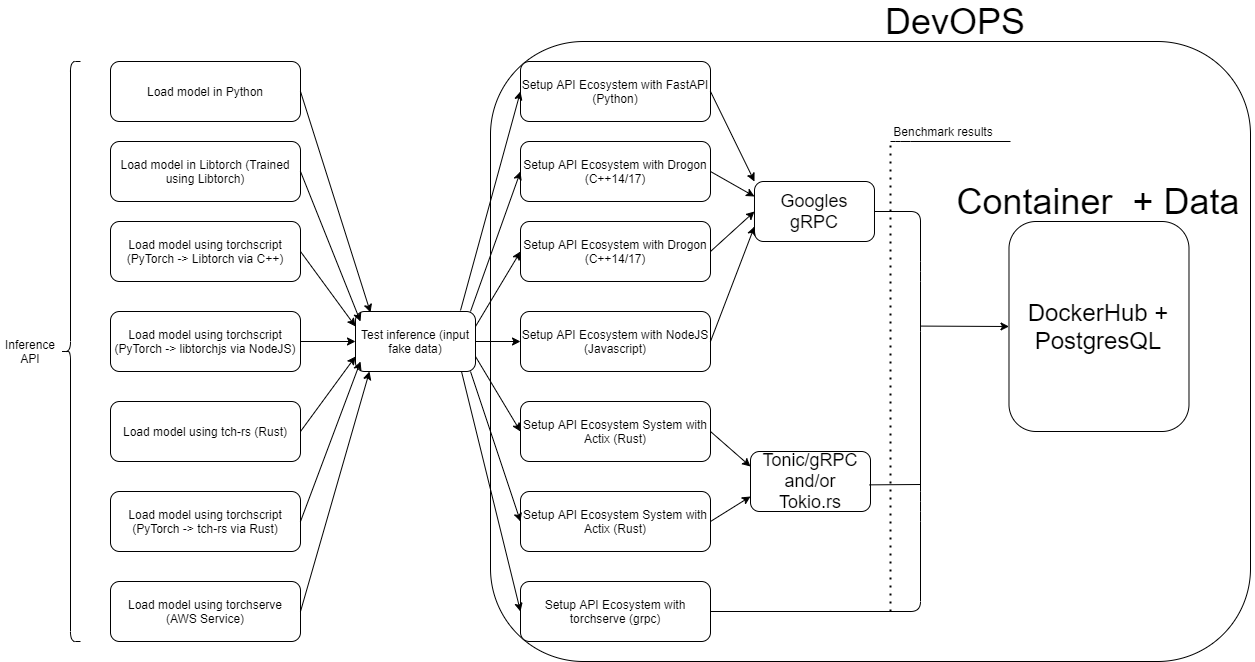 DevOPS
Inference
API
Load model in Python
Load model in Libtorch (Trained
using Libtorch)
Load model using torchscript
(PyTorch -> Libtorch via C++)
Load model using torchscript
(PyTorch -> libtorchjs via NodeJS)
Load model using tch-rs (Rust)
Load model using torchscript
(PyTorch -> tch-rs via Rust)
Load model using torchserve
(AWS Service)
Test inference (input
fake data)
Setup API Ecosystem with FastAPI
(Python)
Setup API Ecosystem with Drogon
(C++14/17)
Setup API Ecosystem with Drogon
(C++14/17)
Setup API Ecosystem with NodeJS
(Javascript)
Setup API Ecosystem System with
Actix (Rust)
Setup API Ecosystem System with
Actix (Rust)
Setup API Ecosystem with
torchserve (grpc)
Googles
gRPC
Tonic/gRPC
and/or
Tokio.rs
Benchmark results
Container + Data
DockerHub +
PostgresQL